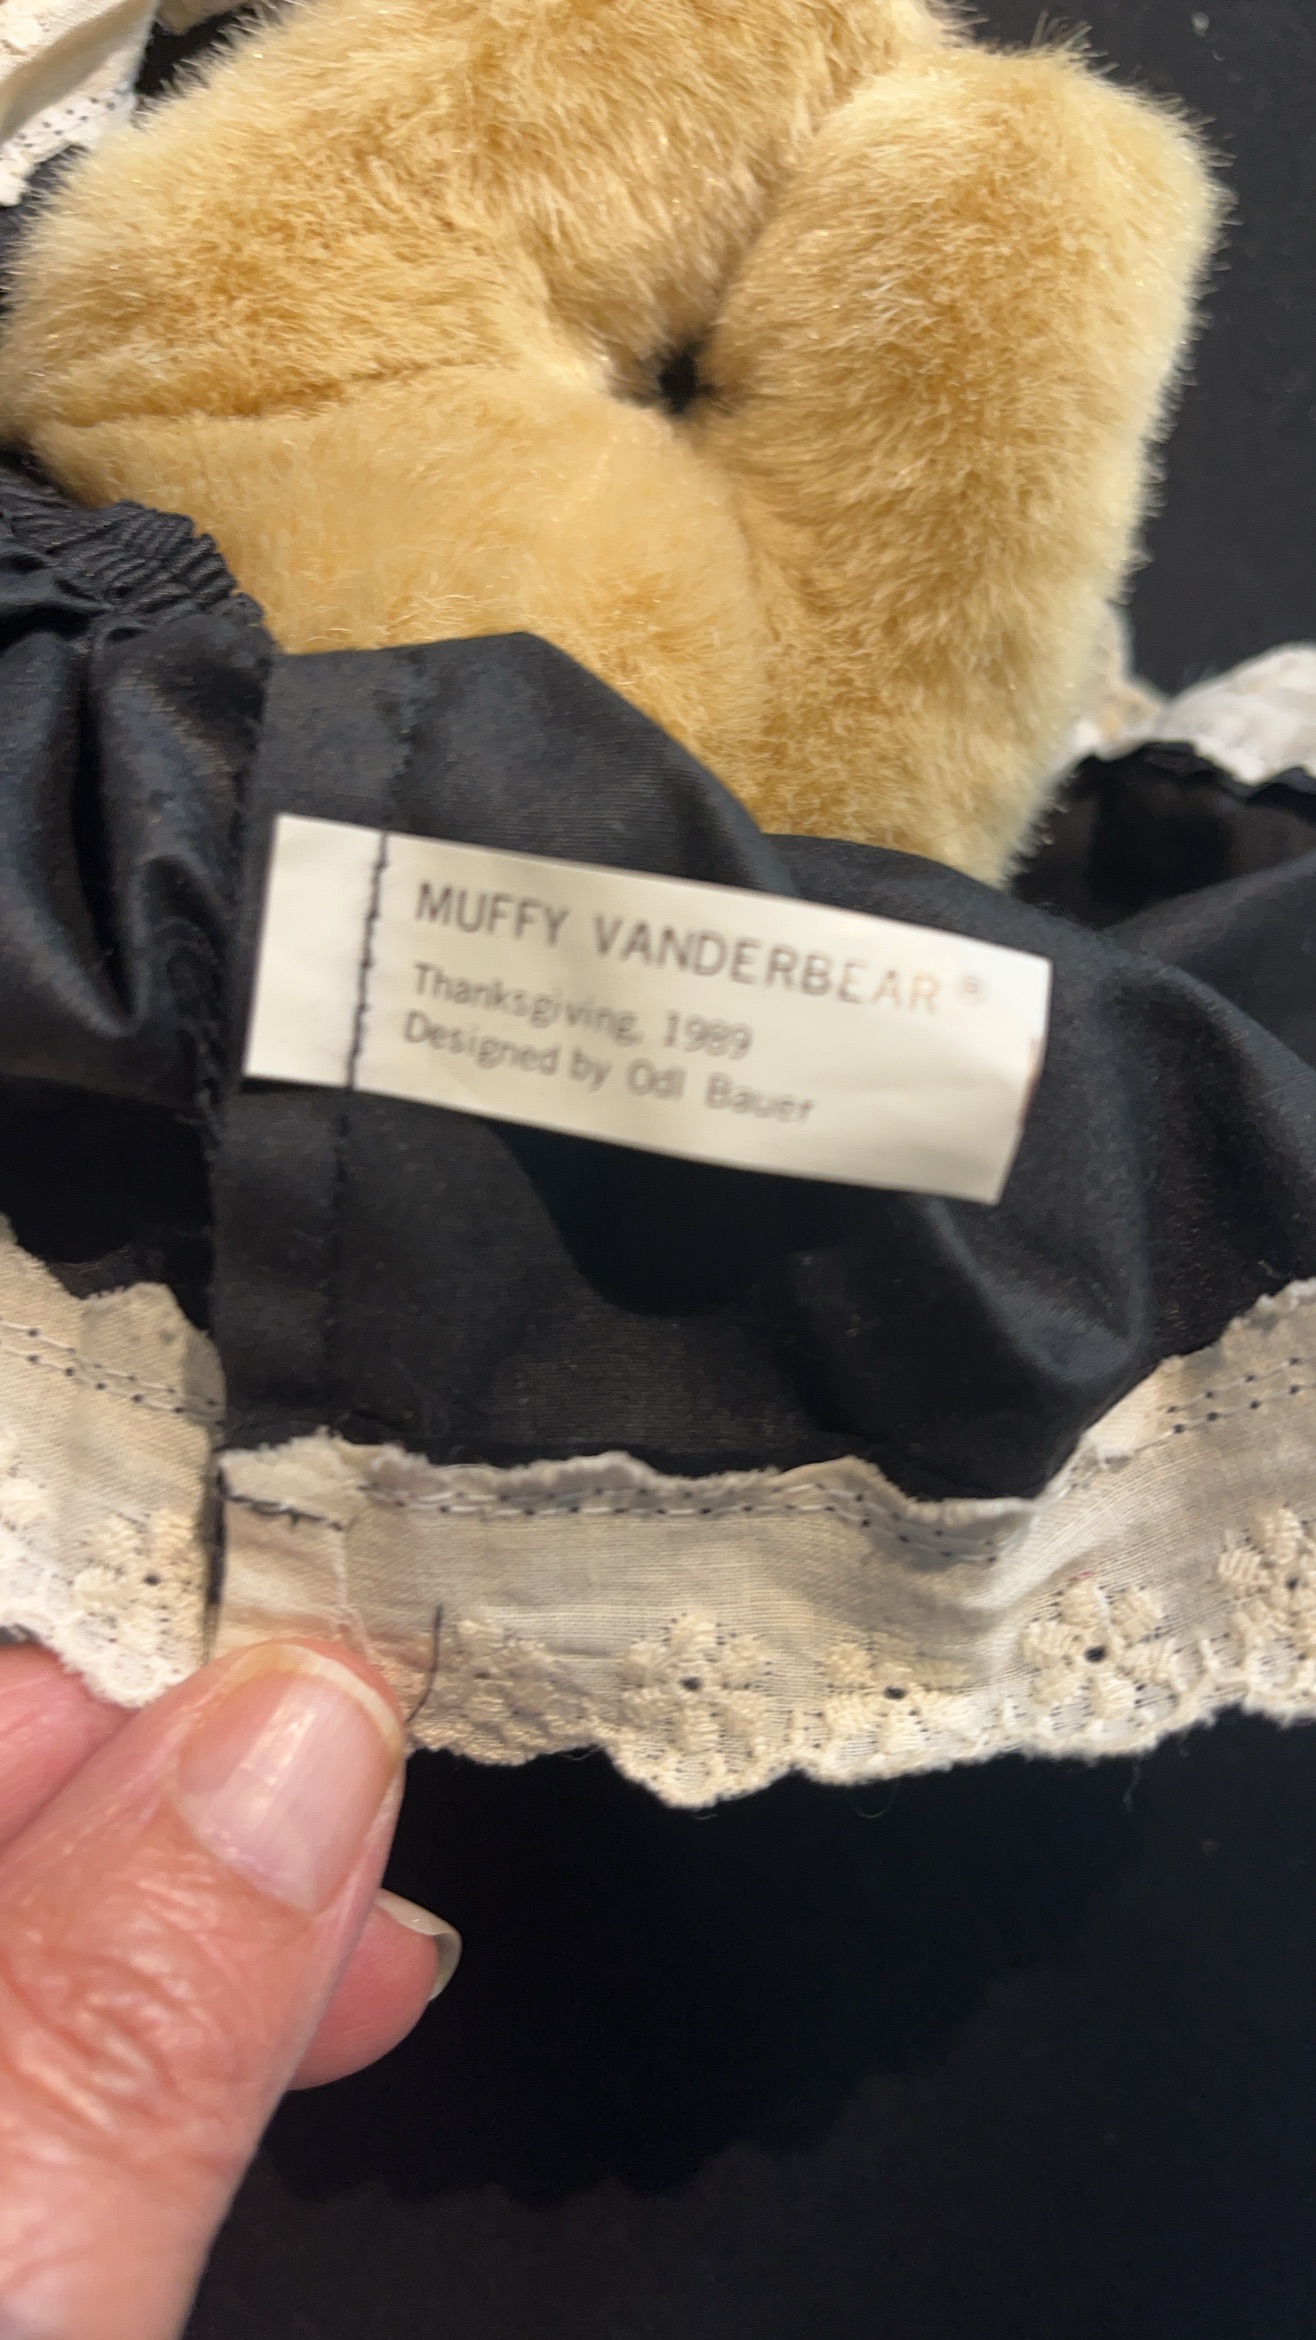 MUFFY VANDERBEAR ®
Thanksgiving, 1989
Designed by Odl Bauer